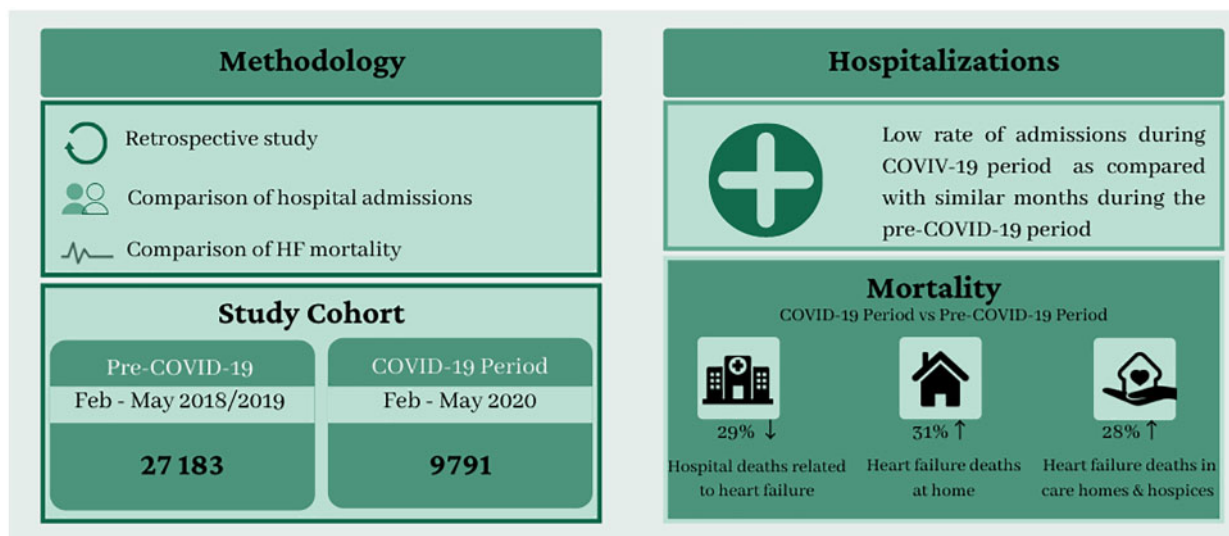 Methodology
Retrospective study
Comparison of hospital admissions
Comparison of HF mortality
Study Cohort
Pre-COVID-19
Feb - May 2018/2019
27 183
COVID-19 Period
Feb - May 2020
9791
Hospitalizations
Low rate of admissions during
COVIV-19 period as compared
with similar months during the
pre-COVID-19 period
Mortality
COVID-19 Period vs Pre-COVID-19 Period
29% ↓
Hospital deaths related
to heart failure
31% ↑
Heart failure deaths
at home
28% ↑
Heart failure deaths in
care homes & hospices